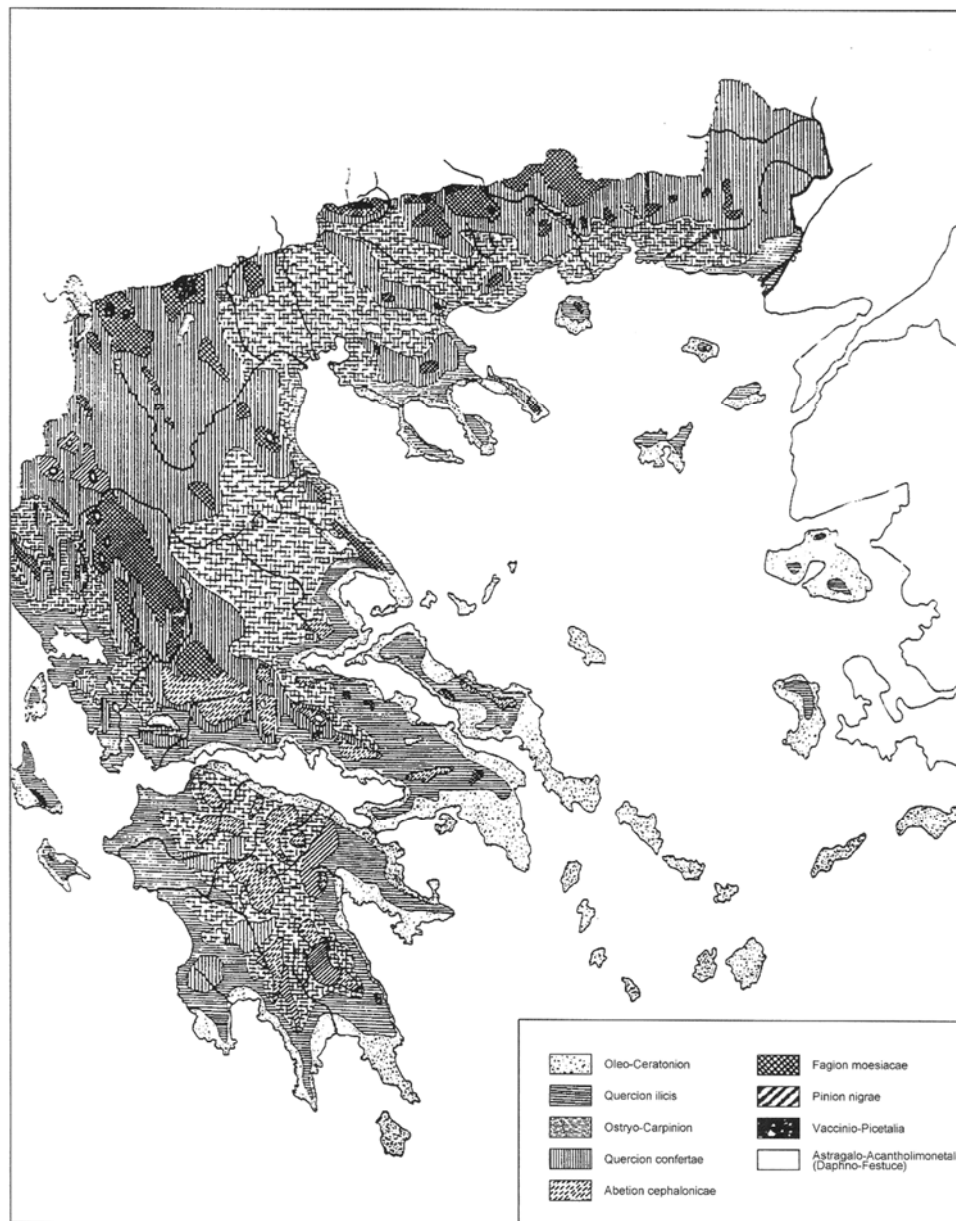 Oleo-Ceratonion
Quercion ilicis
Ostryo-Carpinion
Quercion confertae
Abetion cephalonicae
Fagion moesiacae
Pinion nigrae
Vaccinio-Picetalia
Astragalo-Acantholimonetalia
(Daphno-Festuce)